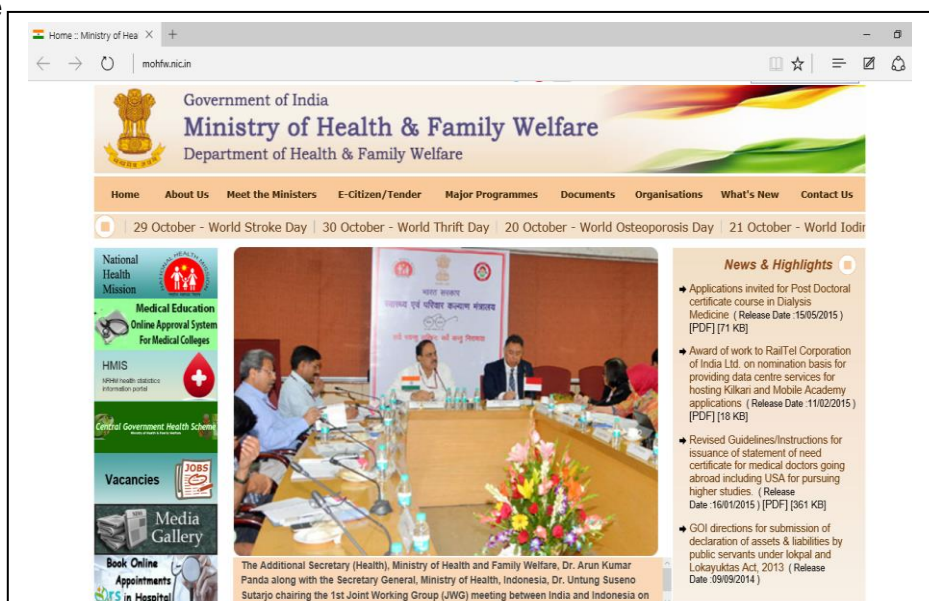 e
Home :: Ministry of Hea
mohfw.nic.in
Government of India
Ministry of Health & Family Welfare
Department of Health & Family Welfare
Home About Us Meet the Ministers E-Citizen/Tender Major Programmes Documents Organisations What's New Contact Us
29 October - World Stroke Day | 30 October - World Thrift Day | 20 October - World Osteoporosis Day | 21 October - World Iodin
National
Health
Mission
NATIONAL HEALTH MISSION
Medical Education
Online Approval System
For Medical Colleges
HMIS
NRHM health statistics
information portal
Central Government Health Scheme
Vacancies
JOBS
Media
Gallery
Book Online
Appointments
ORS in Hospital
भारत सरकार
स्वास्थ्य एवं परिवार कल्याण मंत्रालय
The Additional Secretary (Health), Ministry of Health and Family Welfare, Dr. Arun Kumar
Panda along with the Secretary General, Ministry of Health, Indonesia, Dr. Untung Suseno
Sutarjo chairing the 1st Joint Working Group (JWG) meeting between India and Indonesia on
News & Highlights
Applications invited for Post Doctoral
certificate course in Dialysis
Medicine ( Release Date :15/05/2015 )
[PDF] [71 KB]
Award of work to RailTel Corporation
of India Ltd. on nomination basis for
providing data centre services for
hosting Kilkari and Mobile Academy
applications ( Release Date :11/02/2015 )
[PDF] [18 KB]
Revised Guidelines/Instructions for
issuance of statement of need
certificate for medical doctors going
abroad including USA for pursuing
higher studies. ( Release
Date :16/01/2015 ) [PDF] [361 KB]
GOI directions for submission of
declaration of assets & liabilities by
public servants under lokpal and
Lokayuktas Act, 2013 ( Release
Date :09/09/2014 )